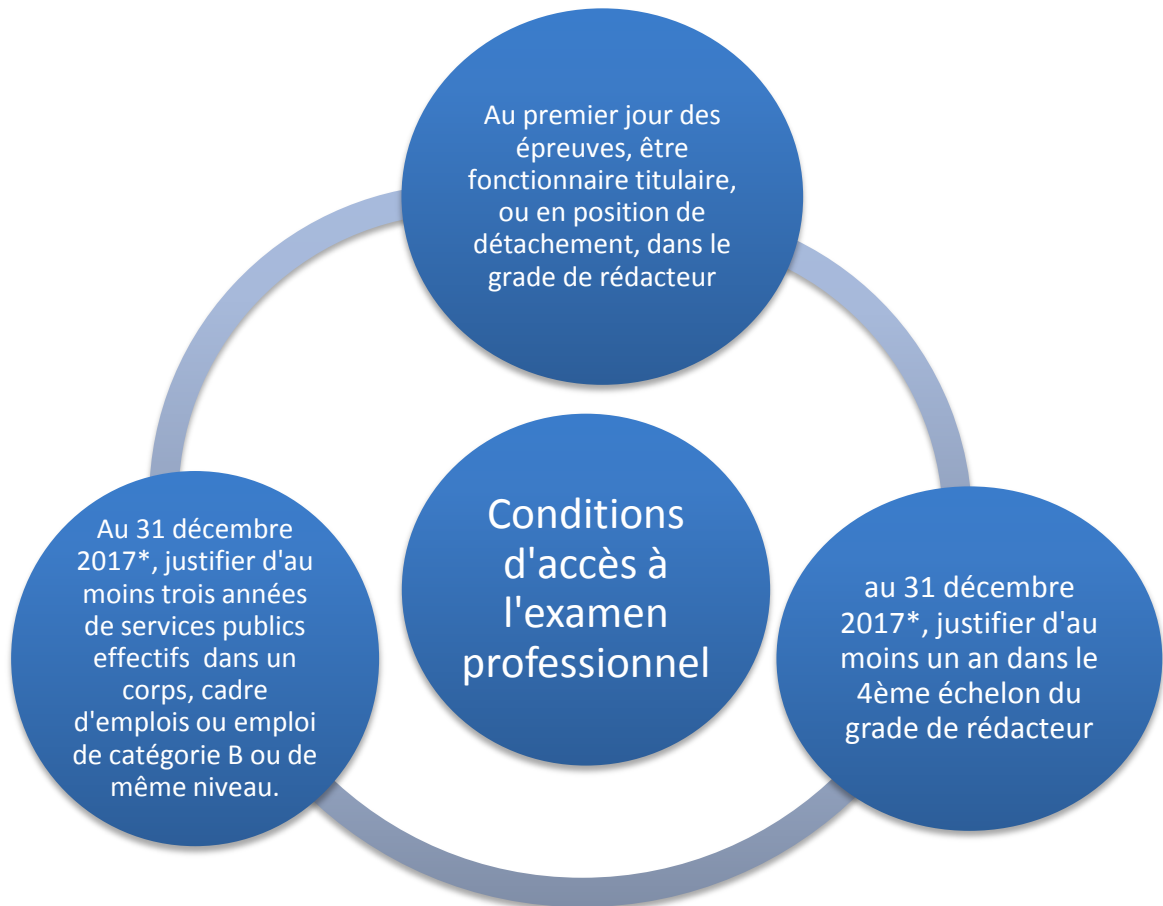 Au premier jour des
épreuves, être
fonctionnaire titulaire,
ou en position de
détachement, dans le
grade de rédacteur
Conditions
d'accès à
l'examen
professionnel
Au 31 décembre
2017*, justifier d'au
moins trois années
de services publics
effectifs dans un
corps, cadre
d'emplois ou emploi
de catégorie B ou de
même niveau.
au 31 décembre
2017*, justifier d'au
moins un an dans le
4ème échelon du
grade de rédacteur